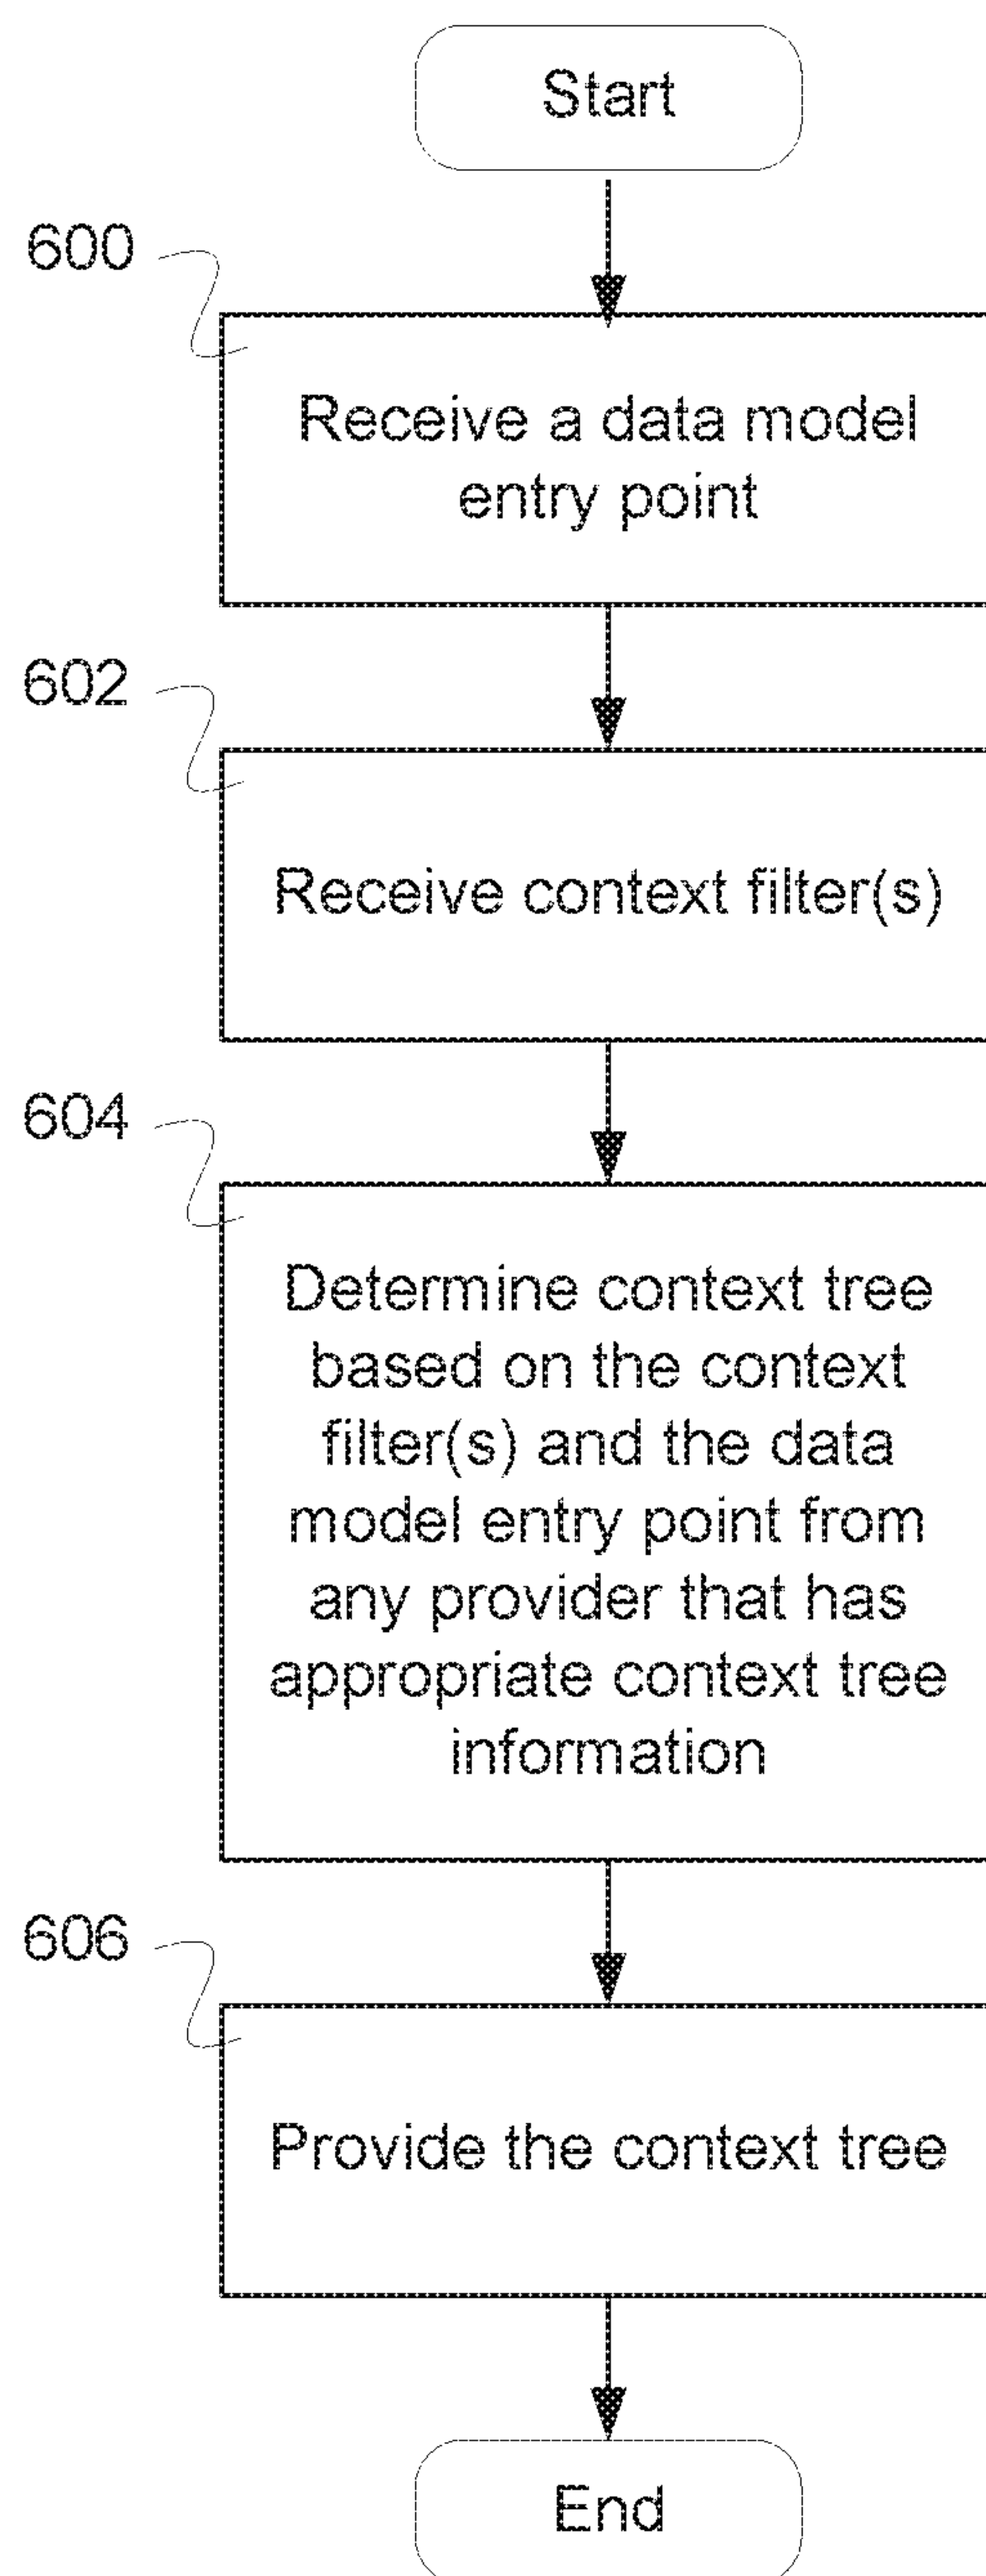 Start
600
Receive a data model
entry point
602
Receive context filter(s)
604
Determine context tree
based on the context
filter(s) and the data
model entry point from
any provider that has
appropriate context tree
information
606
Provide the context tree
End